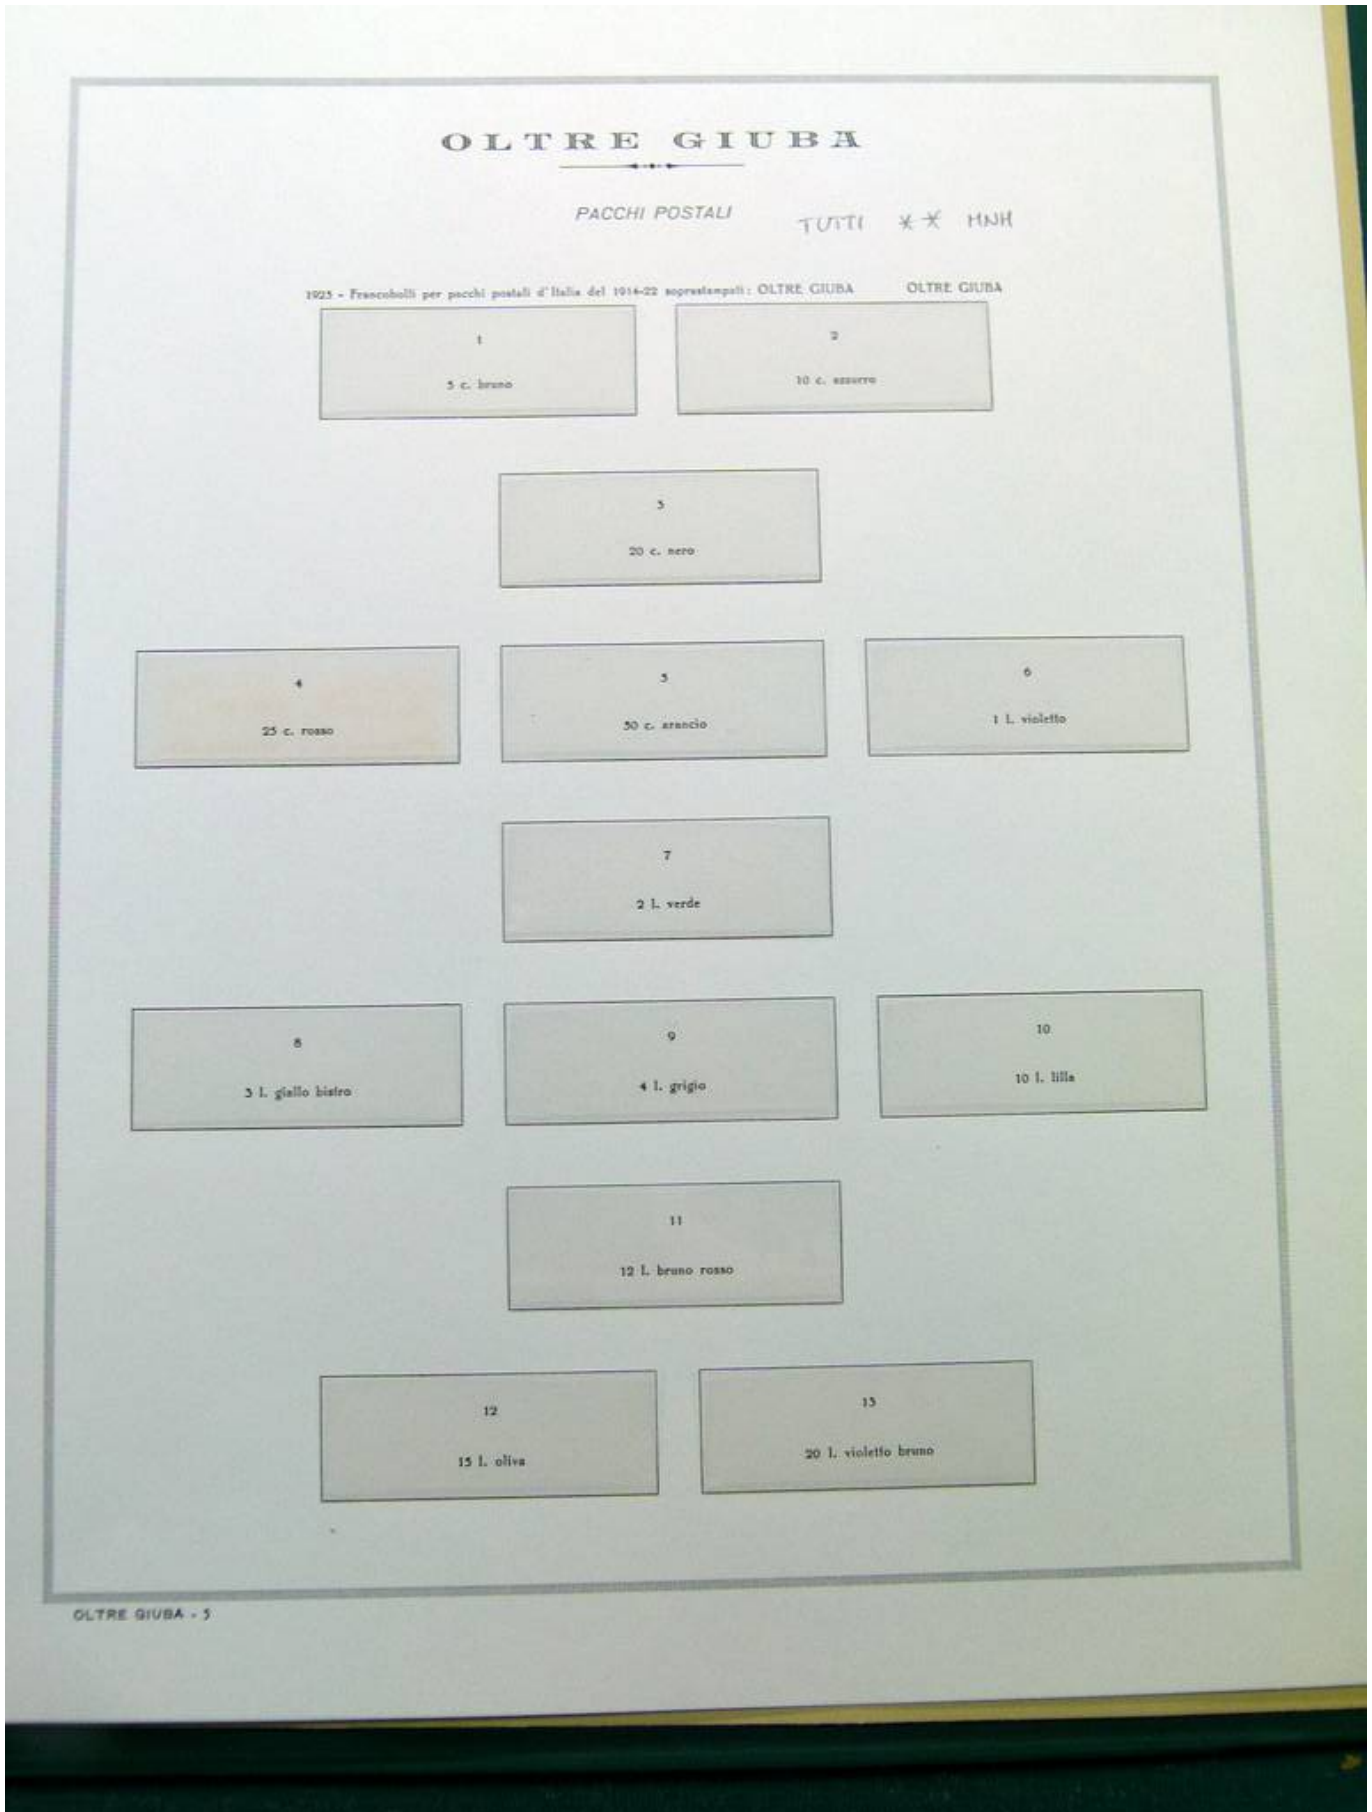 OLTRE GIUBA
PACCHI POSTALI
TUTTI ** MNH
1925 - Francobolli per pacchi postali d'Italia del 1914-22 soprastampati: OLTRE GIUBA OLTRE GIUBA
1
5 c. bruno
2
10 c. azzurro
3
20 c. nero
4
25 c. rosso
5
50 c. arancio
6
1 l. violetto
7
2 l. verde
8
3 l. giallo bistro
9
4 l. grigio
10
10 l. lilla
11
12 l. bruno rosso
12
15 l. oliva
13
20 l. violetto bruno
OLTRE GIUBA - 5